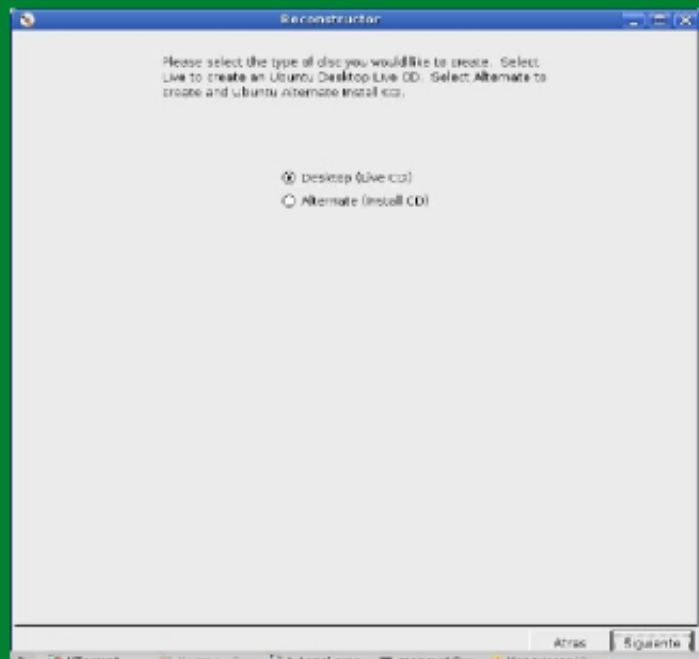 Reconstructor
Please select the type of disc you would like to create. Select
Live to create an Ubuntu Desktop Live CD. Select Alternate to
create and Ubuntu Alternate Install CD.
Desktop (Live CD)
Alternate (Install CD)
Atras
Siguiente